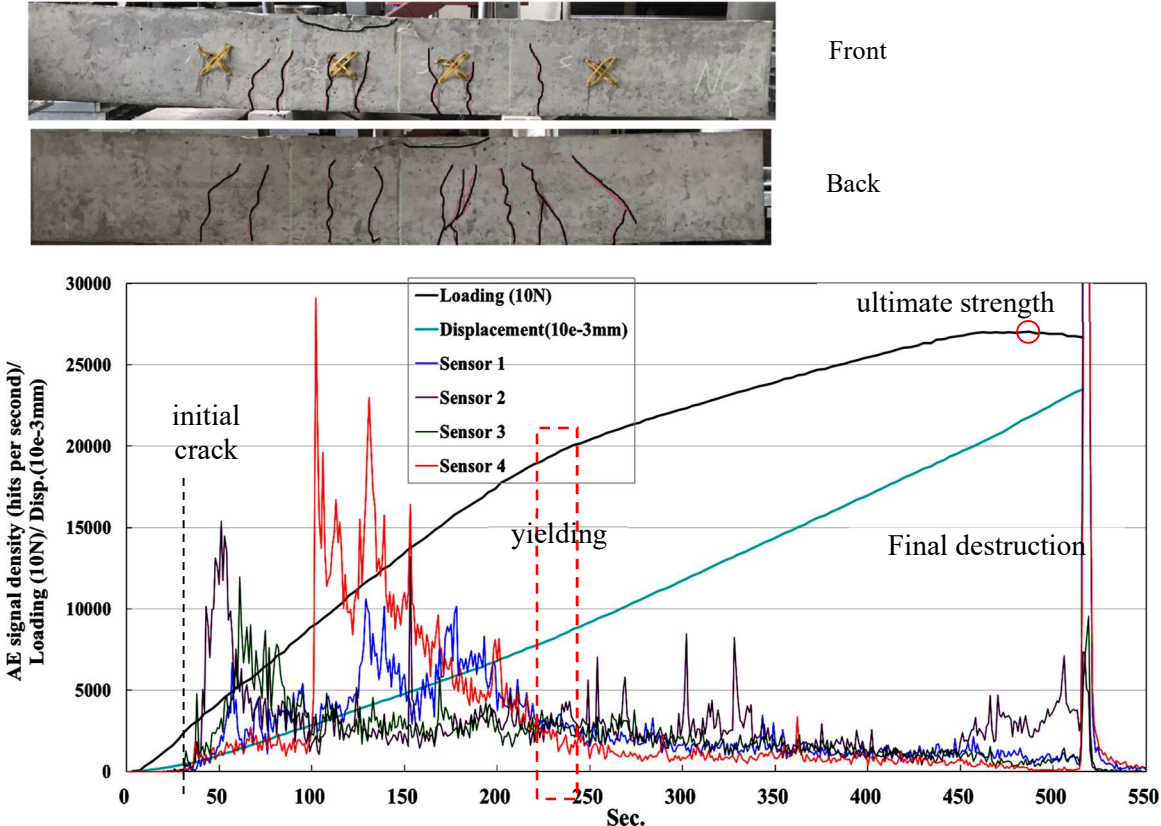 Front
NG
Back
AE signal density (hits per second)/
Loading (10N)/ Disp.(10e-3mm)
30000
25000
20000
15000
10000
5000
0
Loading (10N)
Displacement(10e-3mm)
Sensor 1
Sensor 2
Sensor 3
Sensor 4
initial
crack
yielding
ultimate strength
Final destruction
0 50 100 150 200 250 300 350 400 450 500 550
Sec.